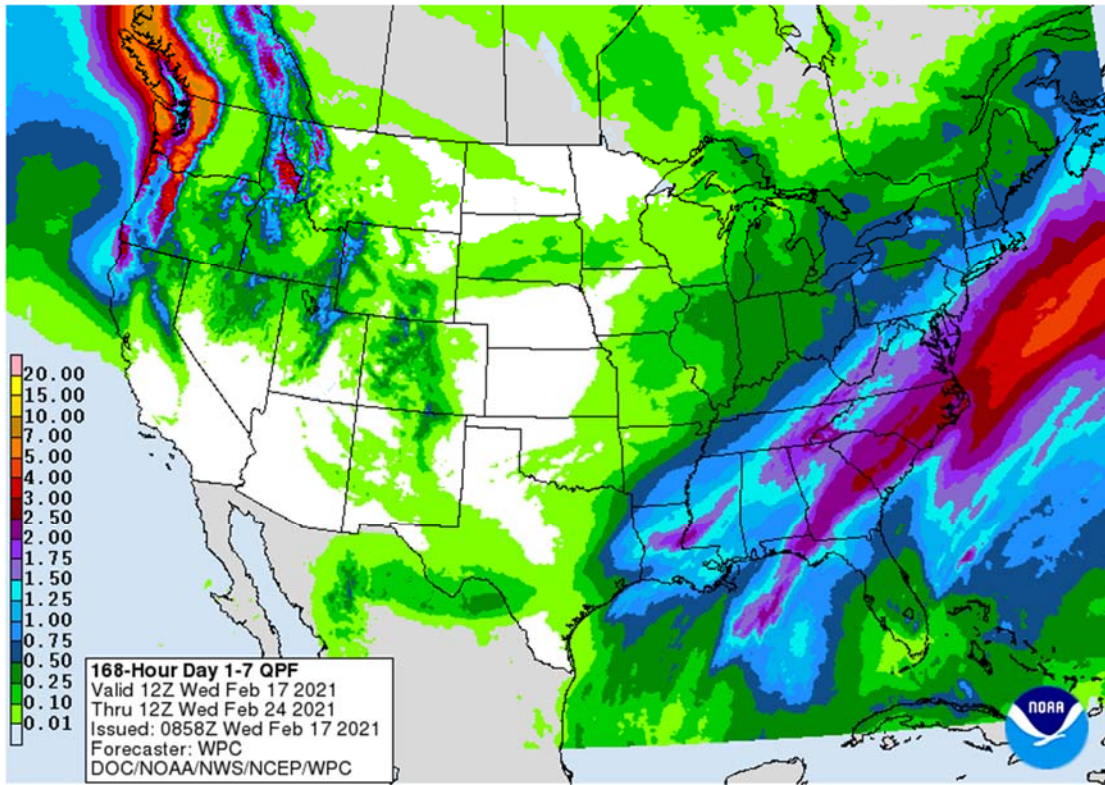 20.00
15.00
10.00
7.00
5.00
4.00
3.00
2.50
2.00
1.75
1.50
1.25
1.00
0.75
0.50
0.25
0.10
0.01
168-Hour Day 1-7 QPF
Valid 12Z Wed Feb 17 2021
Thru 12Z Wed Feb 24 2021
Issued: 0858Z Wed Feb 17 2021
Forecaster: WPC
DOC/NOAA/NWS/NCEP/WPC
NOAA